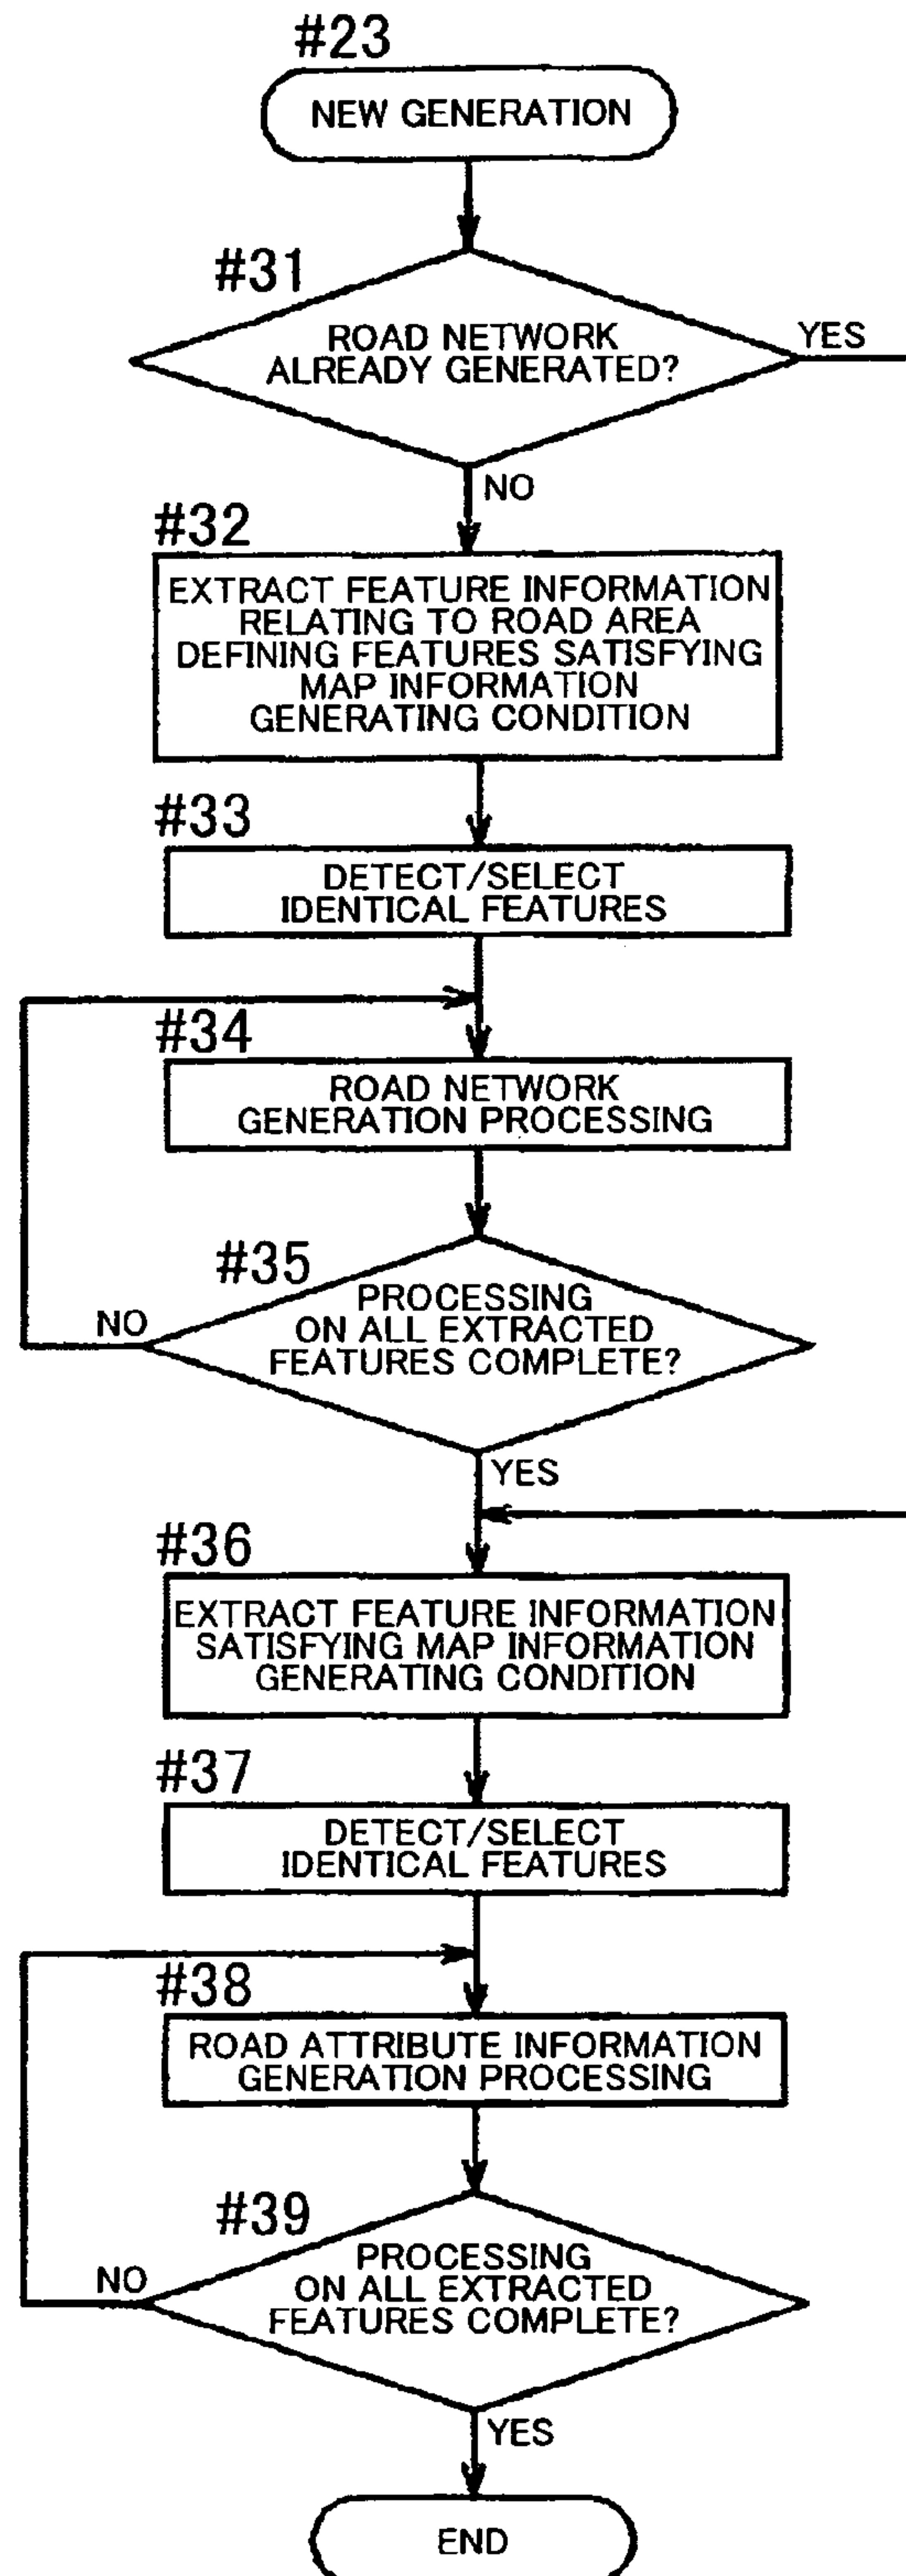 #23
NEW GENERATION
#31
ROAD NETWORK
ALREADY GENERATED?
YES
NO
#32
EXTRACT FEATURE INFORMATION
RELATING TO ROAD AREA
DEFINING FEATURES SATISFYING
MAP INFORMATION
GENERATING CONDITION
#33
DETECT/SELECT
IDENTICAL FEATURES
#34
ROAD NETWORK
GENERATION PROCESSING
#35
PROCESSING
ON ALL EXTRACTED
FEATURES COMPLETE?
NO
YES
#36
EXTRACT FEATURE INFORMATION
SATISFYING MAP INFORMATION
GENERATING CONDITION
#37
DETECT/SELECT
IDENTICAL FEATURES
#38
ROAD ATTRIBUTE INFORMATION
GENERATION PROCESSING
#39
PROCESSING
ON ALL EXTRACTED
FEATURES COMPLETE?
NO
YES
END